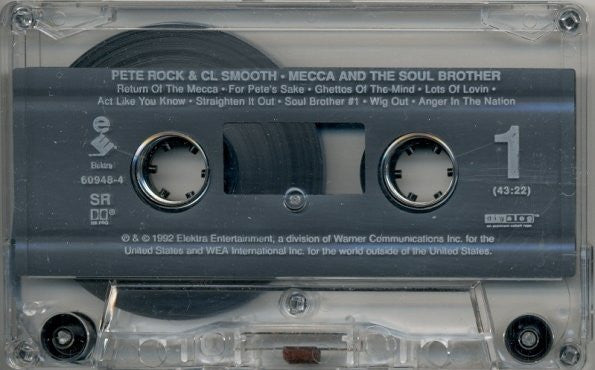 PETE ROCK & CL SMOOTH • MECCA AND THE SOUL BROTHER
Return Of The Mecca • For Pete's Sake • Ghettos Of The Mind • Lots Of Lovin •
Act Like You Know • Straighten It Out • Soul Brother #1 • Wig Out • Anger In The Nation
e
Elektra
60948-4
SR
1
(43:22)
digalog
℗ & © 1992 Elektra Entertainment, a division of Warner Communications Inc. for the
United States and WEA International Inc. for the world outside of the United States.